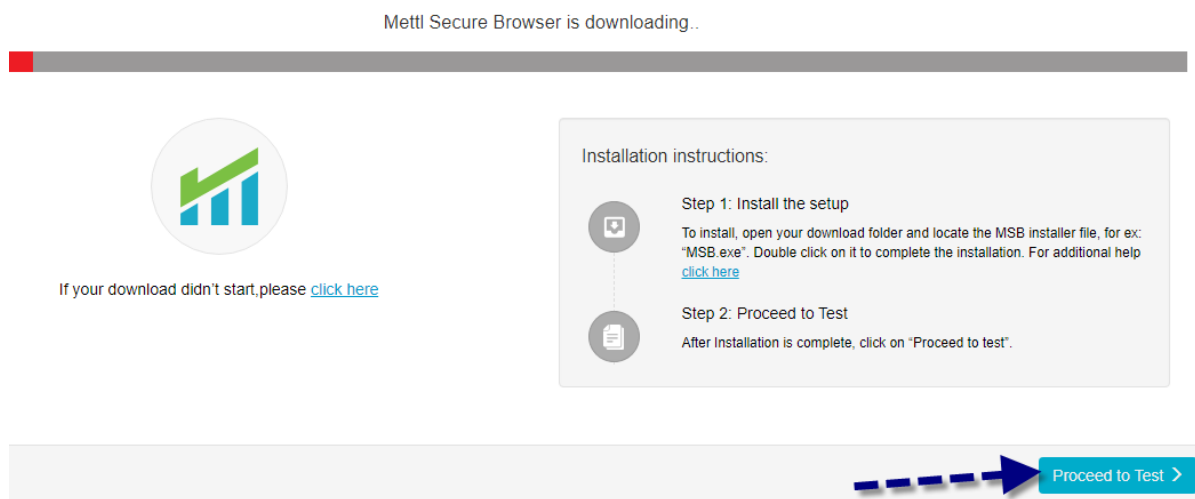 Mettl Secure Browser is downloading..
If your download didn't start,please click here
Installation instructions:
Step 1: Install the setup
To install, open your download folder and locate the MSB installer file, for ex:
“MSB.exe”. Double click on it to complete the installation. For additional help
click here
Step 2: Proceed to Test
After Installation is complete, click on “Proceed to test”.
Proceed to Test